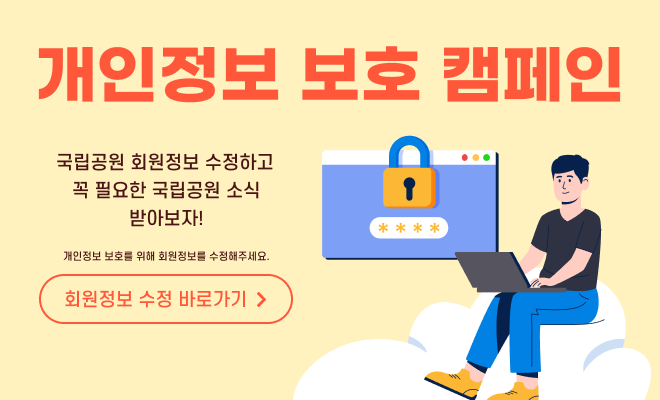 개인정보 보호 캠페인
국립공원 회원정보 수정하고
꼭 필요한 국립공원 소식
받아보자!
개인정보 보호를 위해 회원정보를 수정해주세요.
회원정보 수정 바로가기 >
****